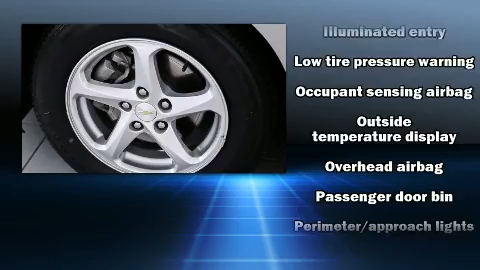 Illuminated entry
Low tire pressure warning
Occupant sensing airbag
Outside
temperature display
Overhead airbag
Passenger door bin
Perimeter/approach lights